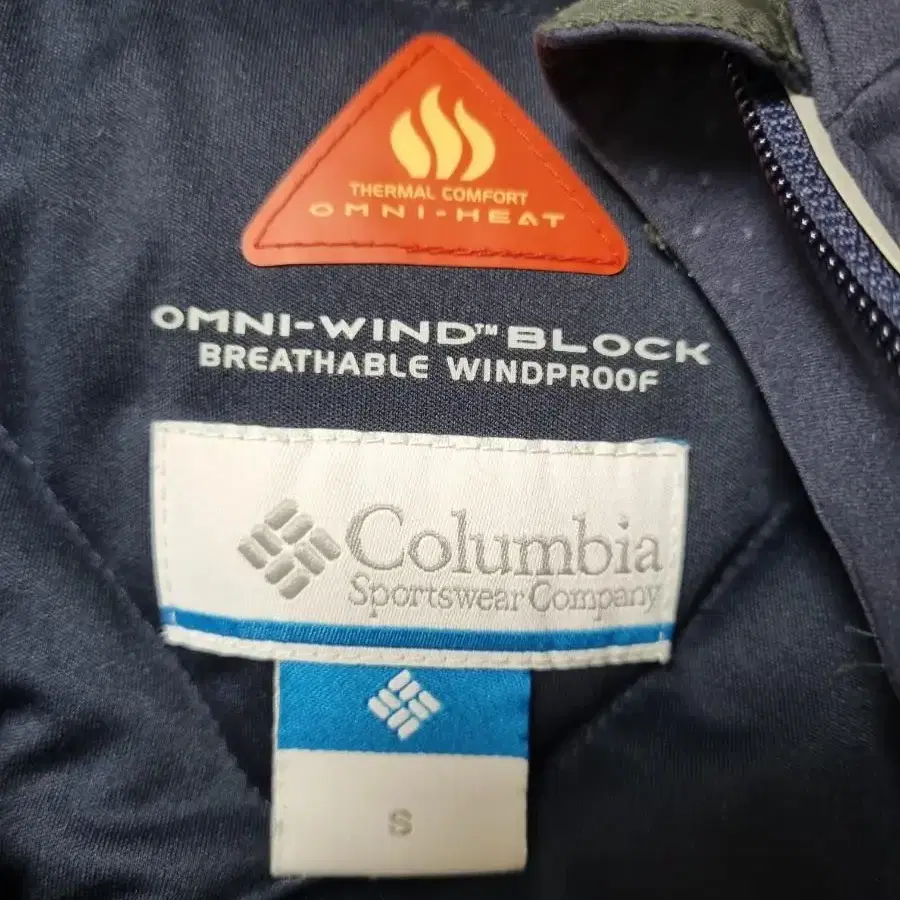 THERMAL COMFORT
OMNI-HEAT
OMNI-WIND™ BLOCK
BREATHABLE WINDPROOF
Columbia
Sportswear Company
S